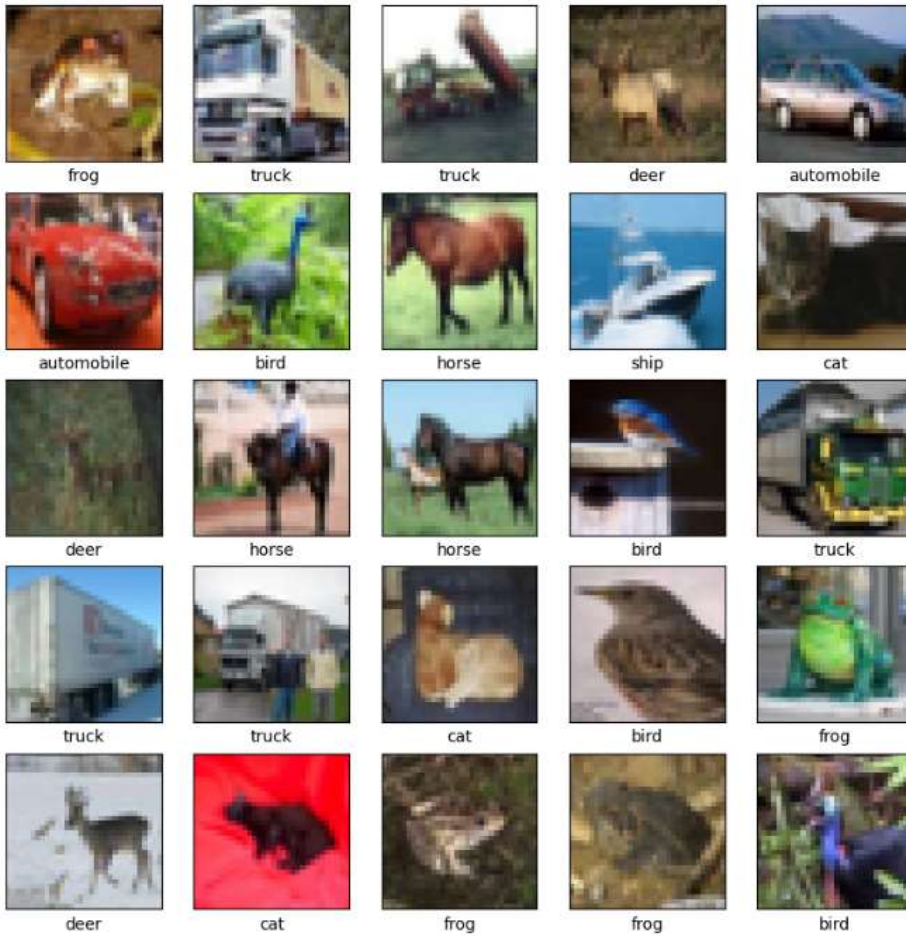 frog truck truck deer automobile
automobile bird horse ship cat
deer horse horse bird truck
truck truck cat bird frog
deer cat frog frog bird